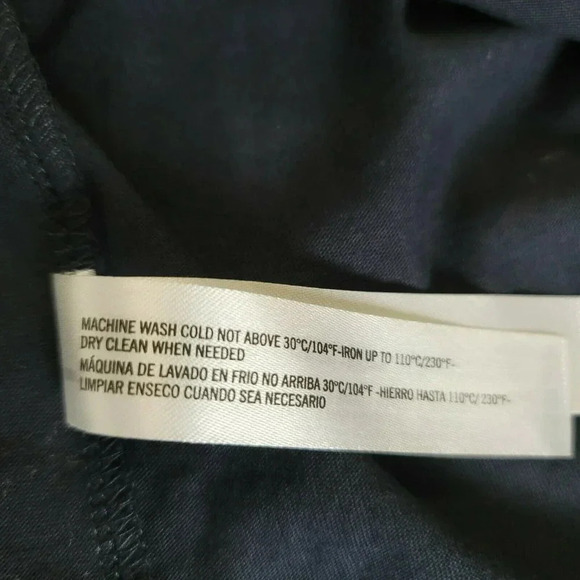 MACHINE WASH COLD NOT ABOVE 30°C/104°F-IRON UP TO 110°C/230°F-
DRY CLEAN WHEN NEEDED
MÁQUINA DE LAVADO EN FRIO NO ARRIBA 30°C/104°F -HIERRO HASTA 110°C/ 230°F-
LIMPIAR ENSECO CUANDO SEA NECESARIO